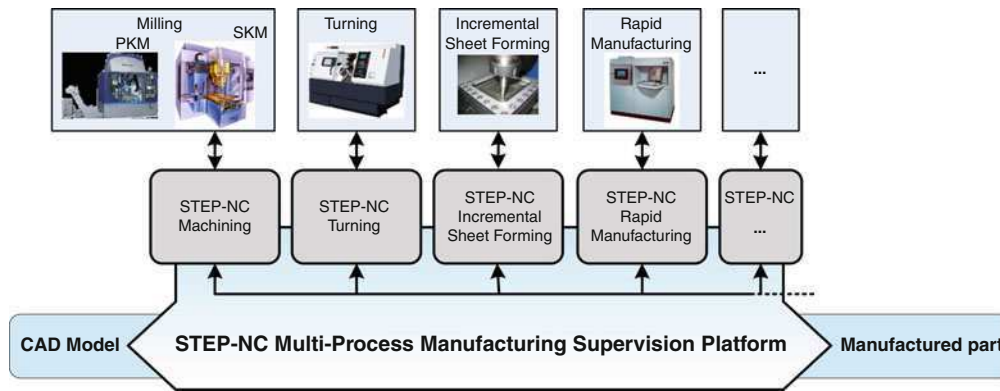 Milling
PKM
SKM
Turning
Incremental
Sheet Forming
Rapid
Manufacturing
...
STEP-NC
Machining
STEP-NC
Turning
STEP-NC
Incremental
Sheet Forming
STEP-NC
Rapid
Manufacturing
STEP-NC
...
CAD Model
STEP-NC Multi-Process Manufacturing Supervision Platform
Manufactured part